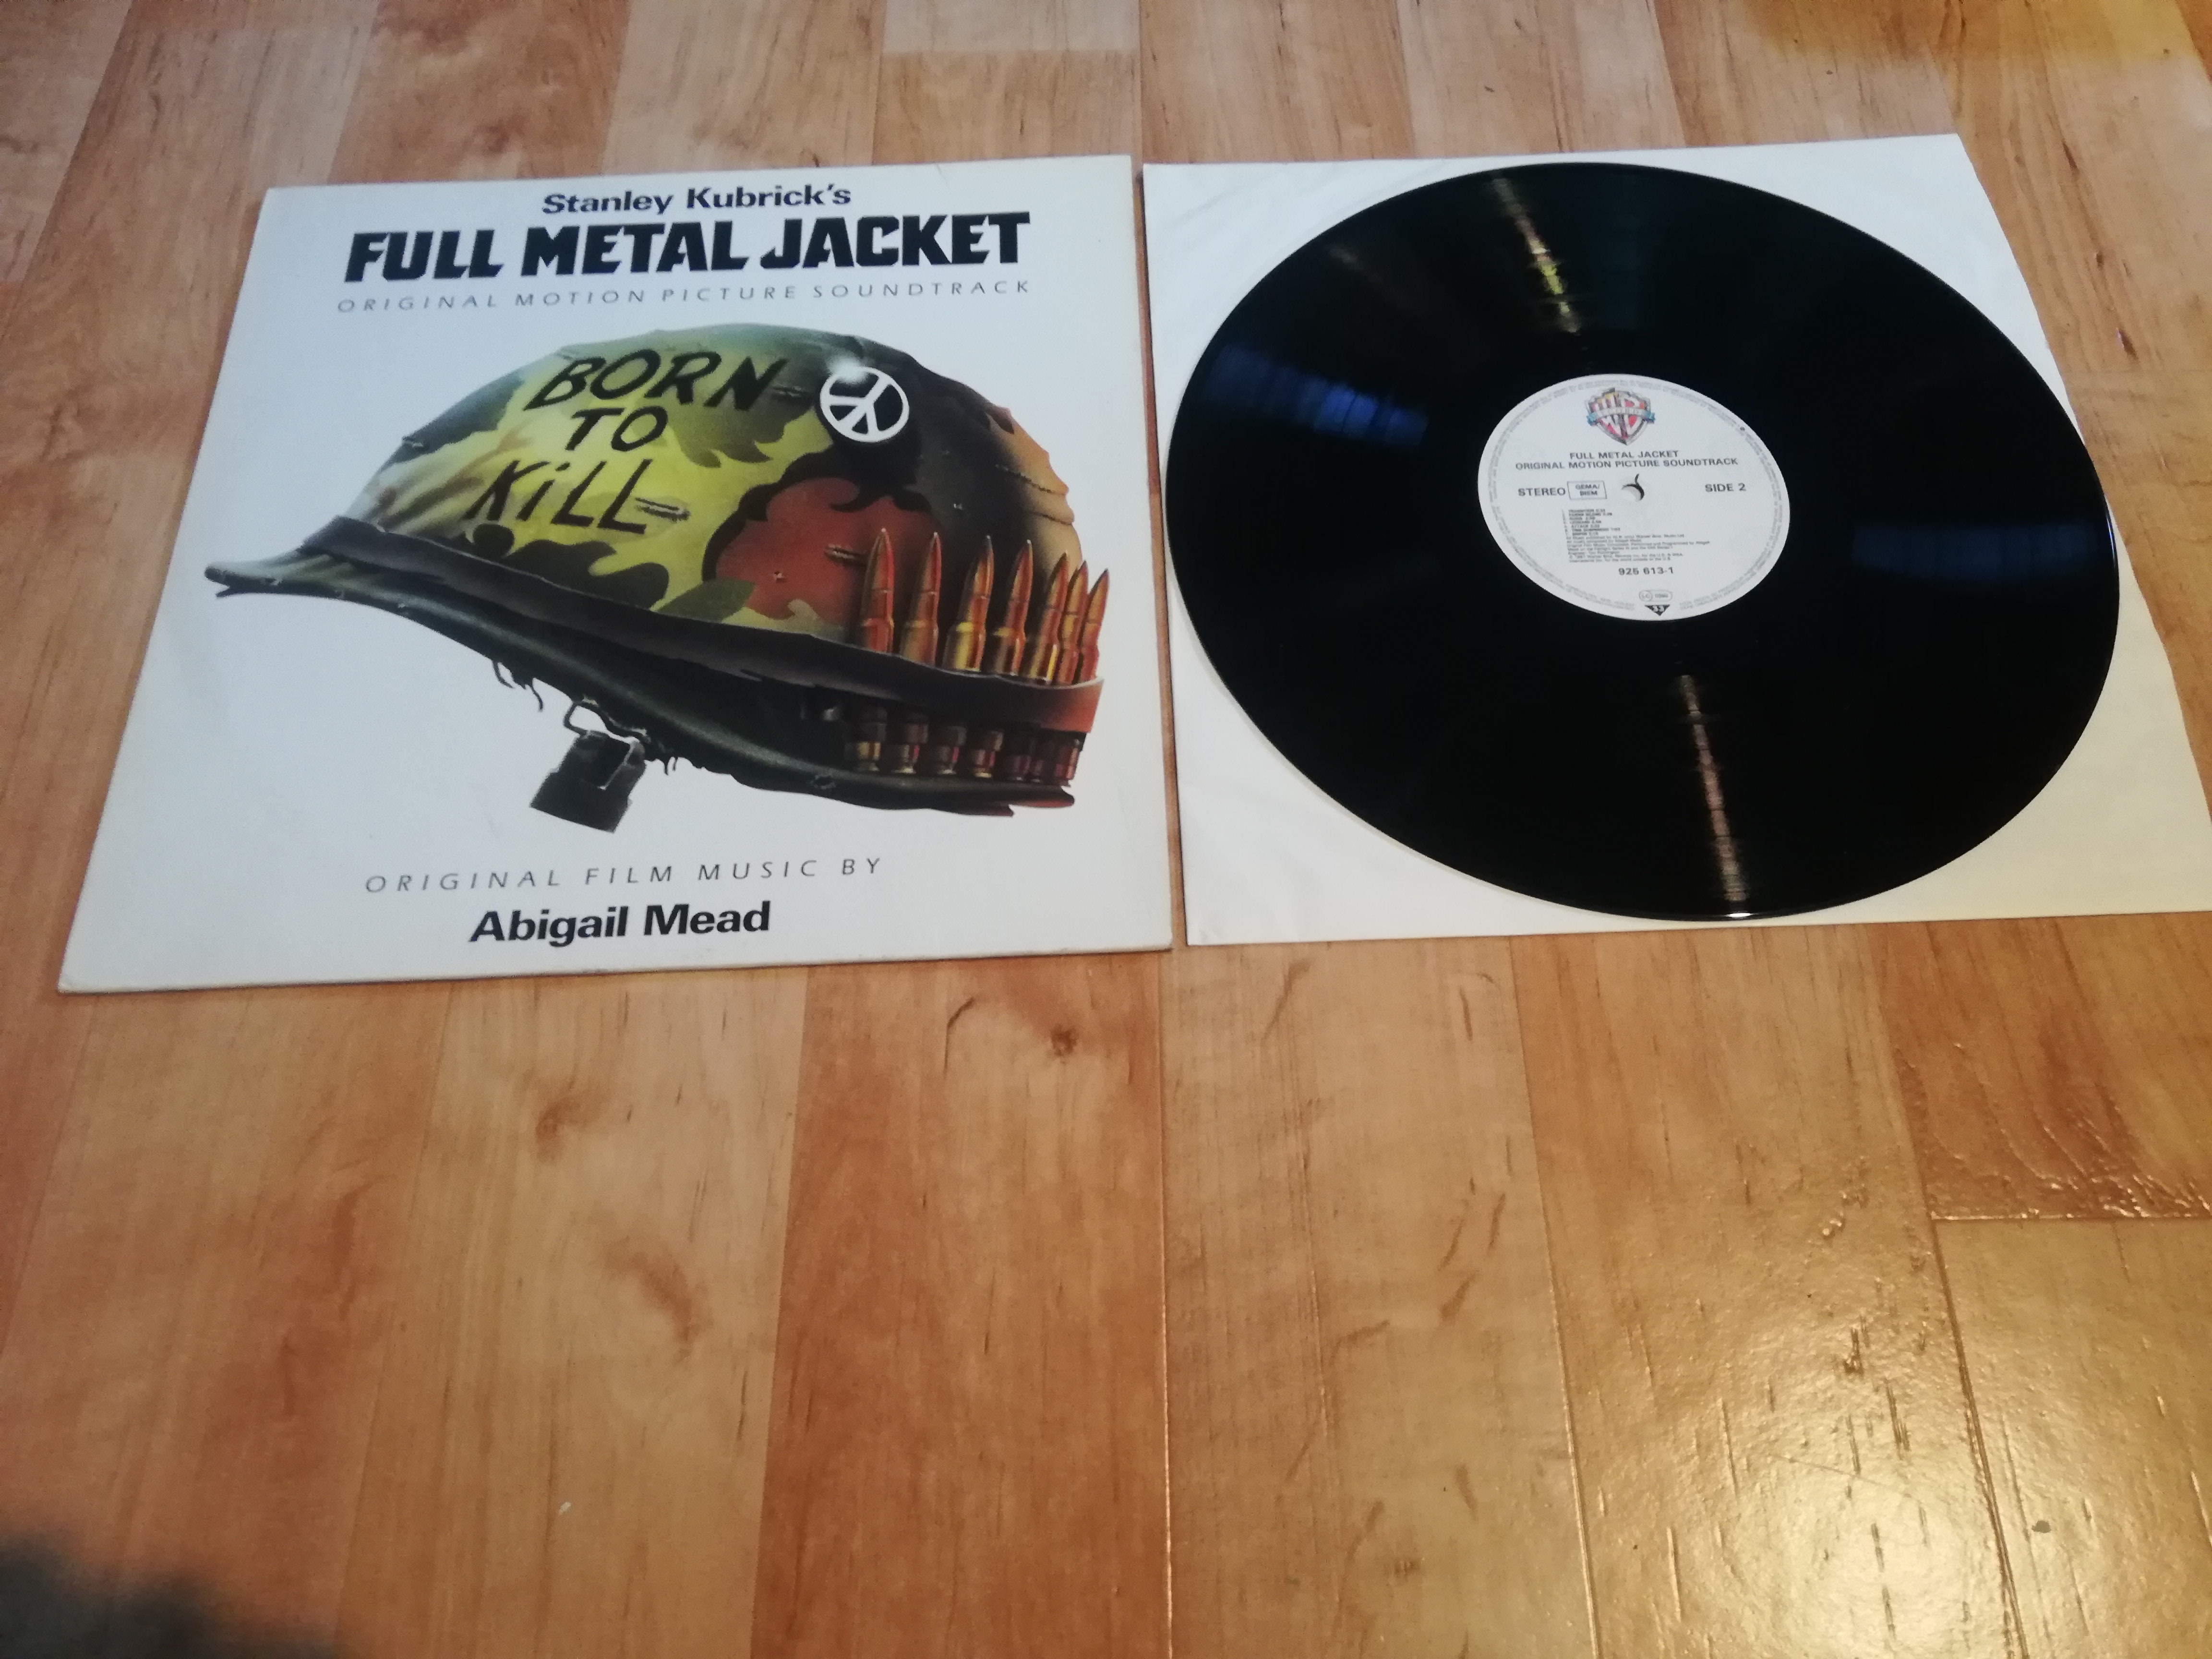 Stanley Kubrick's
FULL METAL JACKET
ORIGINAL MOTION PICTURE SOUNDTRACK
BORN
TO
KiLL
ORIGINAL FILM MUSIC BY
Abigail Mead
FULL METAL JACKET
ORIGINAL MOTION PICTURE SOUNDTRACK
STEREO GEMA/ BIEM SIDE 2
925 613-1
33